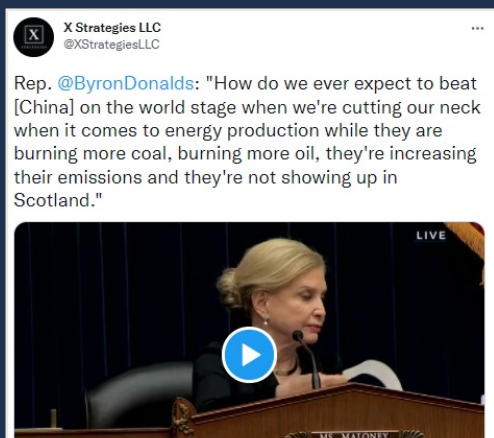 X Strategies LLC
@XStrategiesLLC
Rep. @ByronDonalds: "How do we ever expect to beat
[China] on the world stage when we're cutting our neck
when it comes to energy production while they are
burning more coal, burning more oil, they're increasing
their emissions and they're not showing up in
Scotland."
LIVE
MS. MALONEY